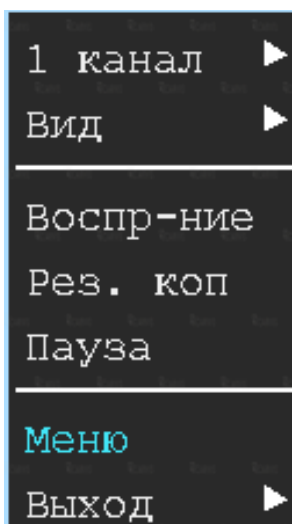 1 канал
Вид
Воспр-ние
Рез. коп
Пауза
Меню
Выход